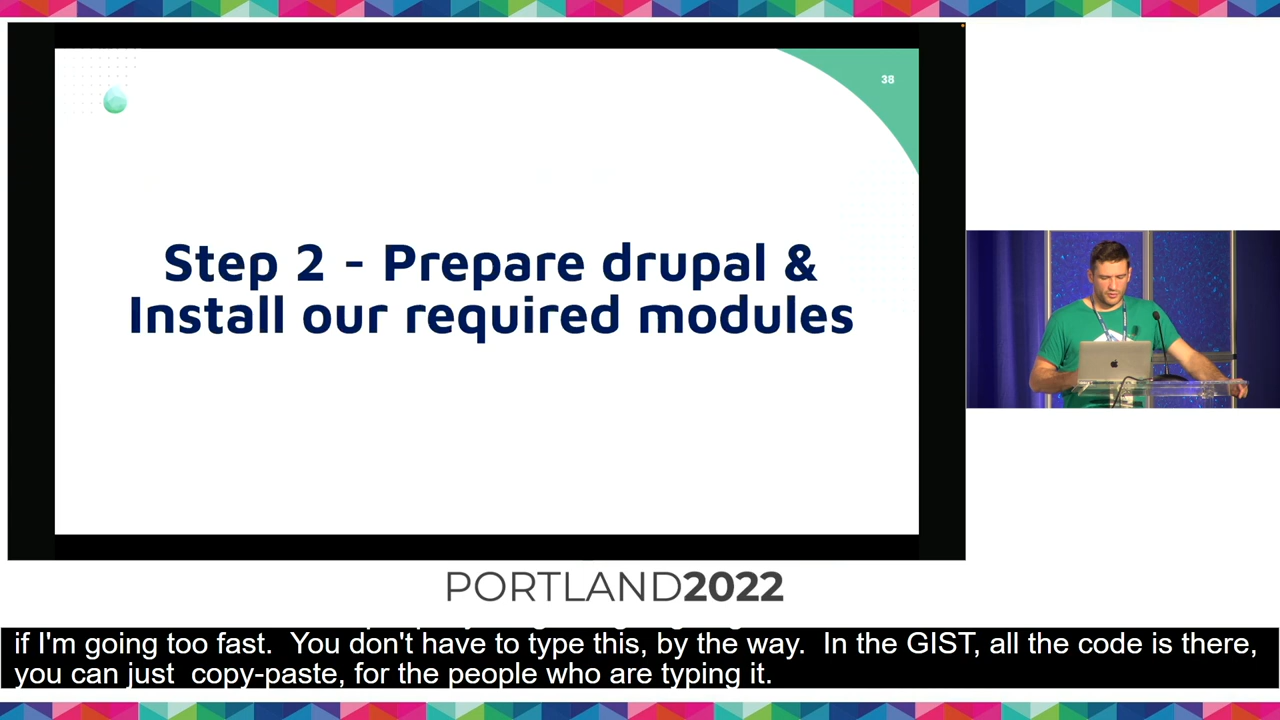 38
Step 2 - Prepare drupal &
Install our required modules
PORTLAND2022
if I'm going too fast.  You don't have to type this, by the way.  In the GIST, all the code is there,
you can just  copy-paste, for the people who are typing it.